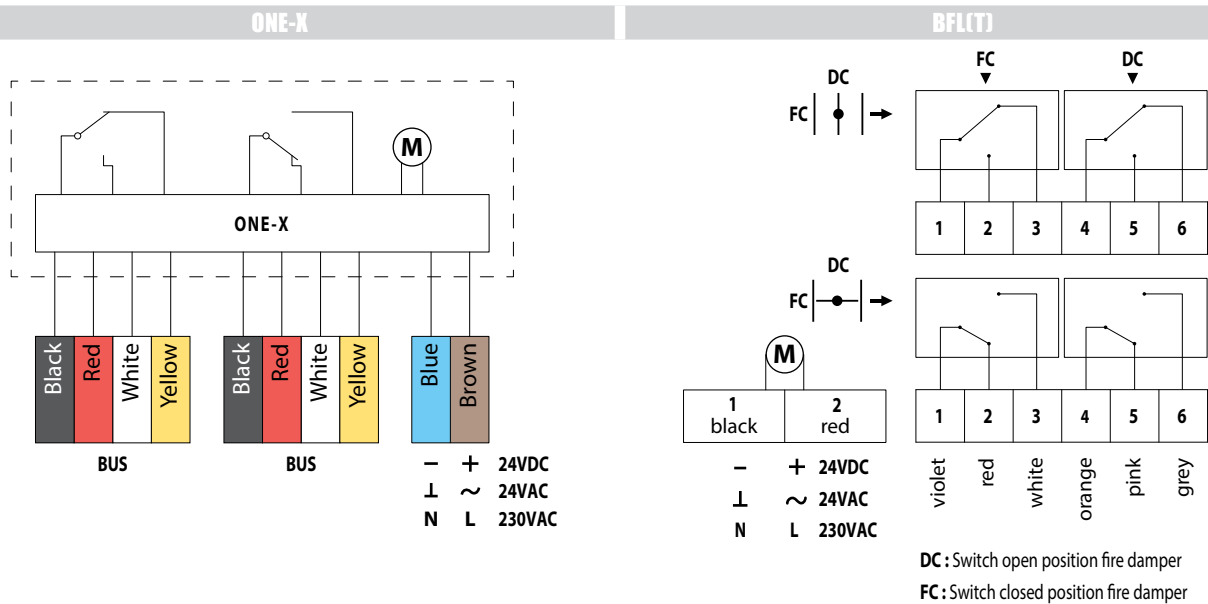 ONE-X
M
ONE-X
Black Red White Yellow
Black Red White Yellow
Blue Brown
BUS
BUS
– + 24VDC
⊥ ~ 24VAC
N L 230VAC
BFL(T)
DC
FC
FC
DC
1 2 3 4 5 6
DC
FC
M
1 2
black red
– + 24VDC
⊥ ~ 24VAC
N L 230VAC
1 2 3 4 5 6
violet red white orange pink grey
DC : Switch open position fire damper
FC : Switch closed position fire damper